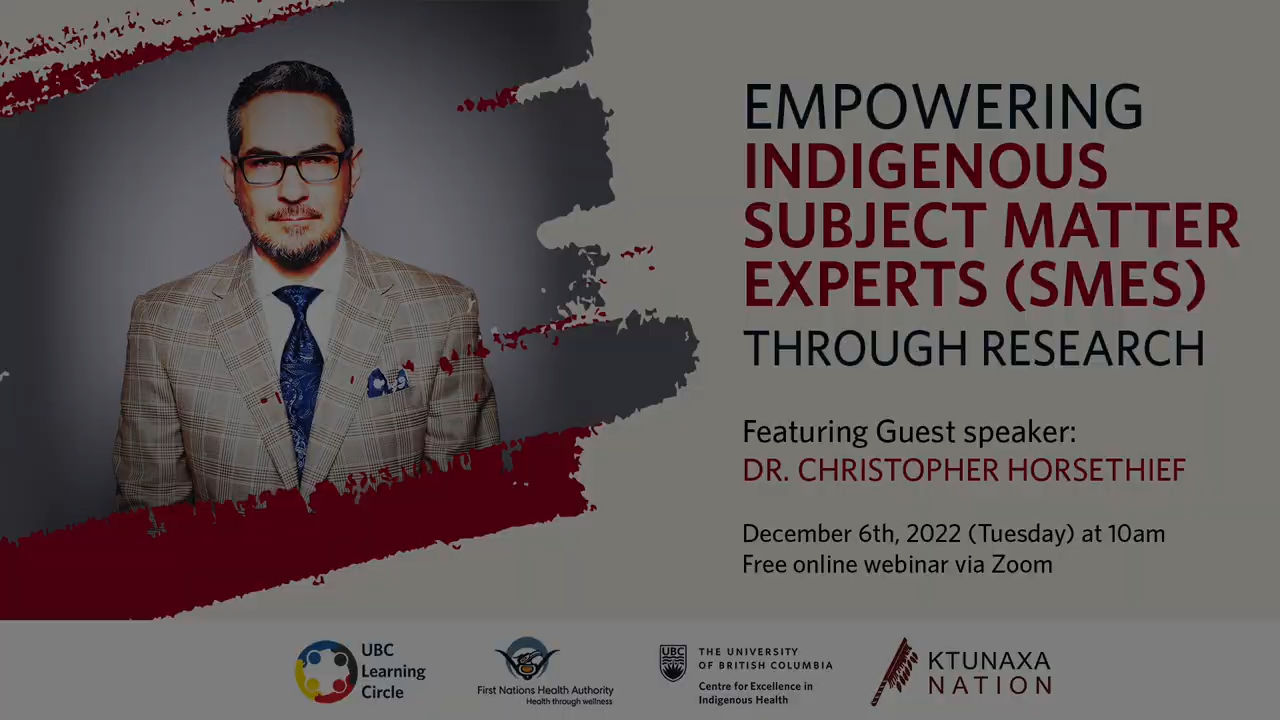 EMPOWERING
INDIGENOUS
SUBJECT MATTER
EXPERTS (SMES)
THROUGH RESEARCH
Featuring Guest speaker:
DR. CHRISTOPHER HORSETHIEF
December 6th, 2022 (Tuesday) at 10am
Free online webinar via Zoom
UBC
Learning
Circle
First Nations Health Authority
Health through wellness
UBC
THE UNIVERSITY
OF BRITISH COLUMBIA
Centre for Excellence in
Indigenous Health
KTUNAXA
NATION